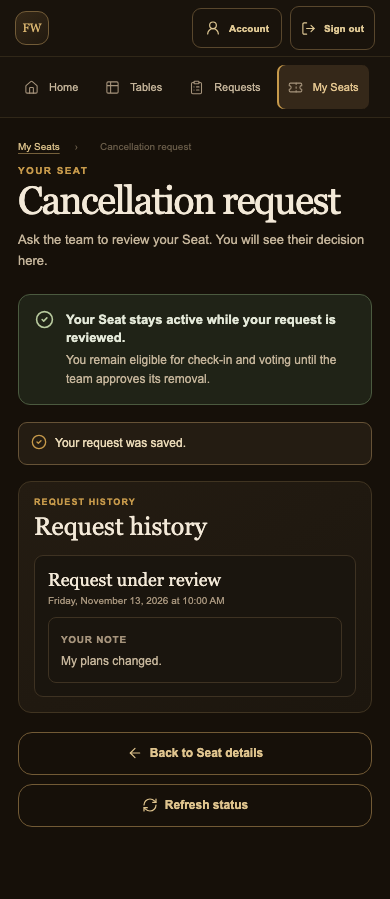 FW
Account
Sign out
Home
Tables
Requests
My Seats
My Seats › Cancellation request
YOUR SEAT
Cancellation request
Ask the team to review your Seat. You will see their decision
here.
Your Seat stays active while your request is
reviewed.
You remain eligible for check-in and voting until the
team approves its removal.
Your request was saved.
REQUEST HISTORY
Request history
Request under review
Friday, November 13, 2026 at 10:00 AM
YOUR NOTE
My plans changed.
Back to Seat details
Refresh status